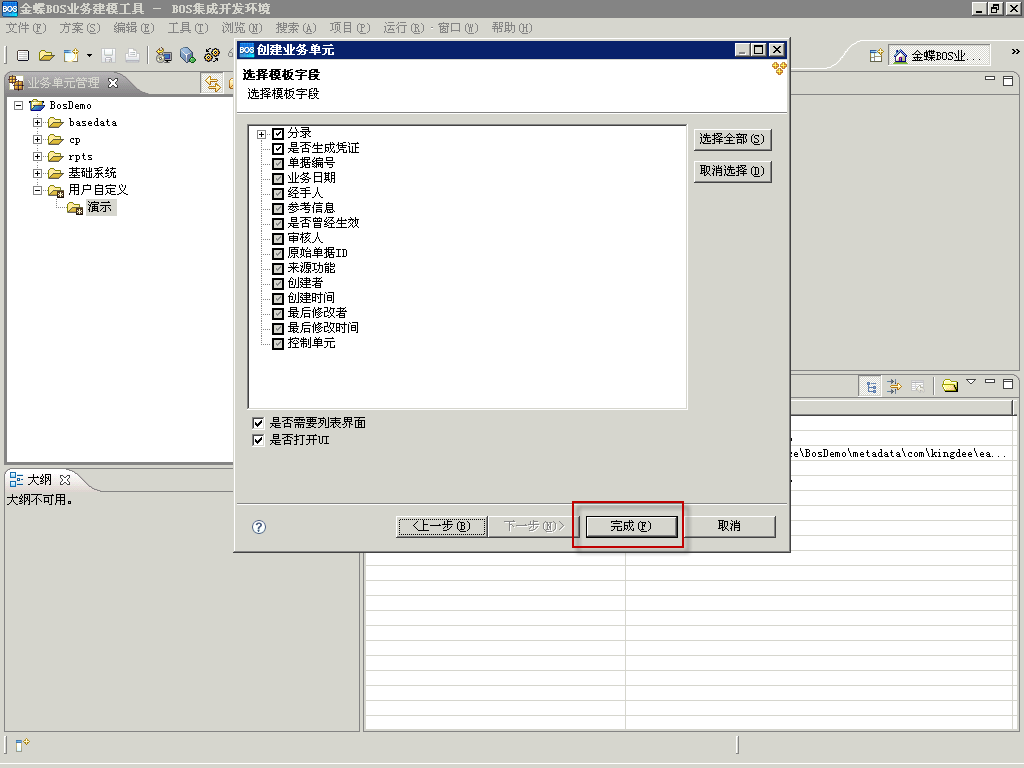 金蝶BOS业务建模工具 － BOS集成开发环境
文件(F) 方案(S) 编辑(E) 工具(T) 浏览(N) 搜索(A) 项目(P) 运行(R) 窗口(W) 帮助(H)
金蝶BOS业...
业务单元管理
BosDemo
basedata
cp
rpts
基础系统
用户自定义
演示
BOS 创建业务单元
选择模板字段
选择模板字段
分录
是否生成凭证
单据编号
业务日期
经手人
参考信息
是否曾经生效
审核人
原始单据ID
来源功能
创建者
创建时间
最后修改者
最后修改时间
控制单元
选择全部(S)
取消选择(D)
是否需要列表界面
是否打开UI
<上一步(B) 下一步(N)> 完成(F) 取消
\BosDemo\metadata\com\kingdee\ea...
大纲
大纲不可用。